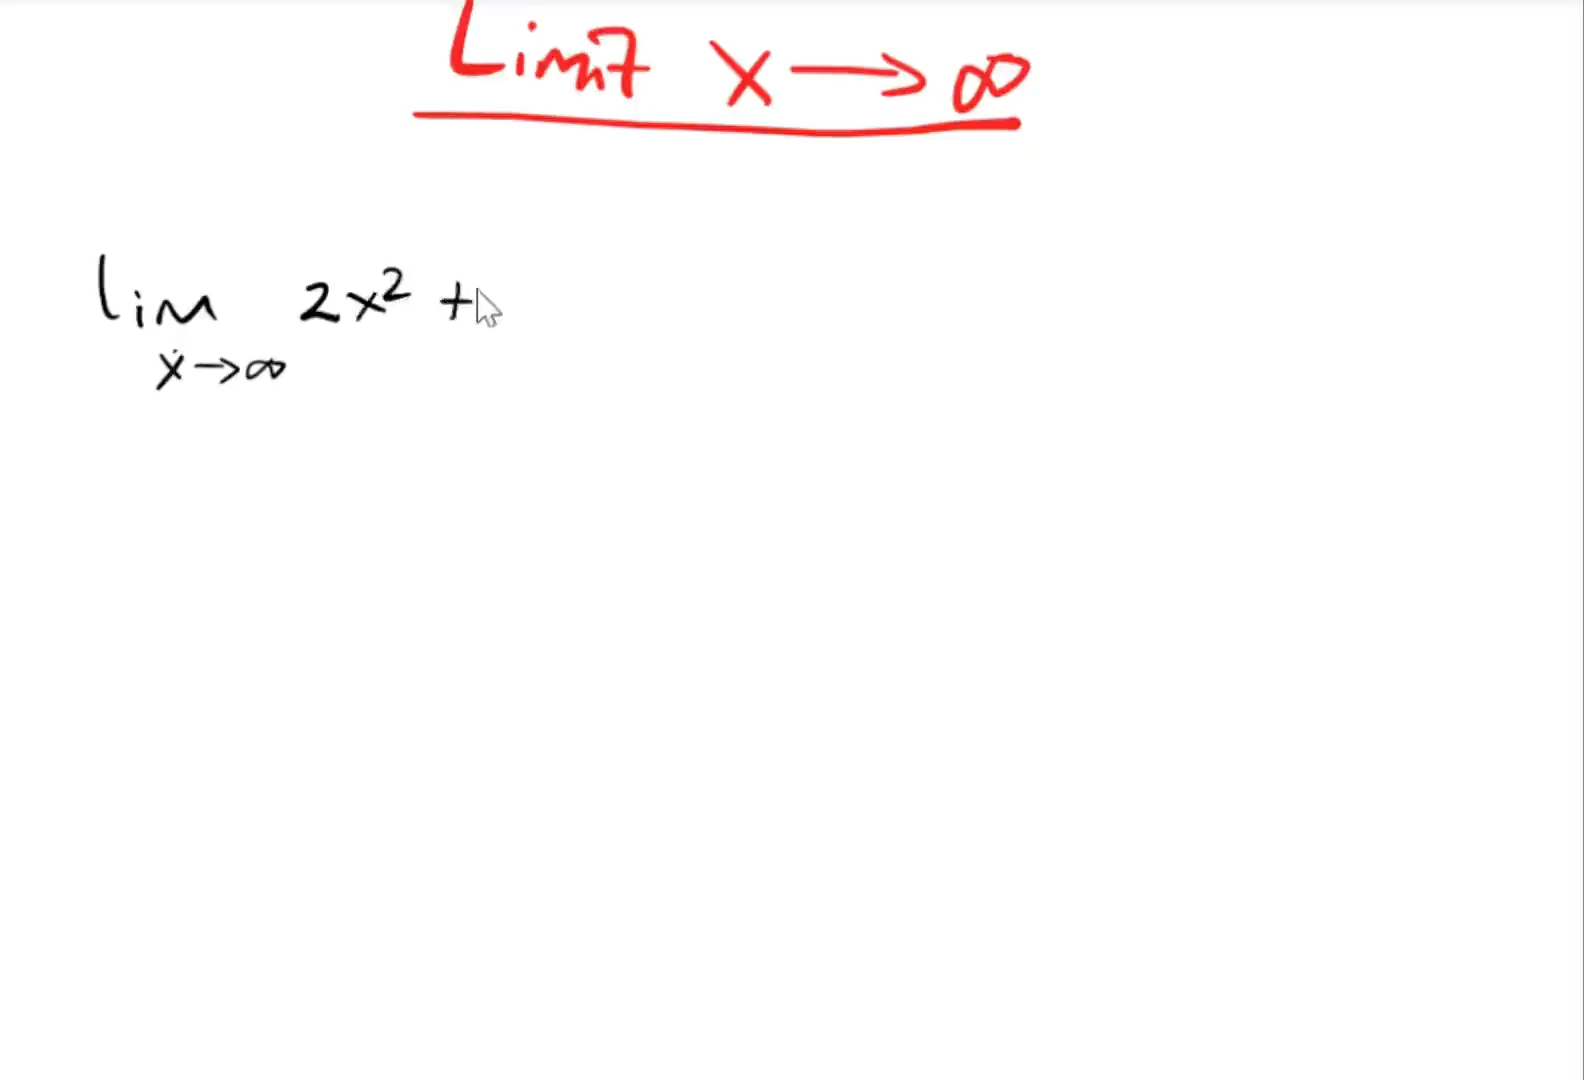 Limit x → ∞
lim 2x² +
x → ∞